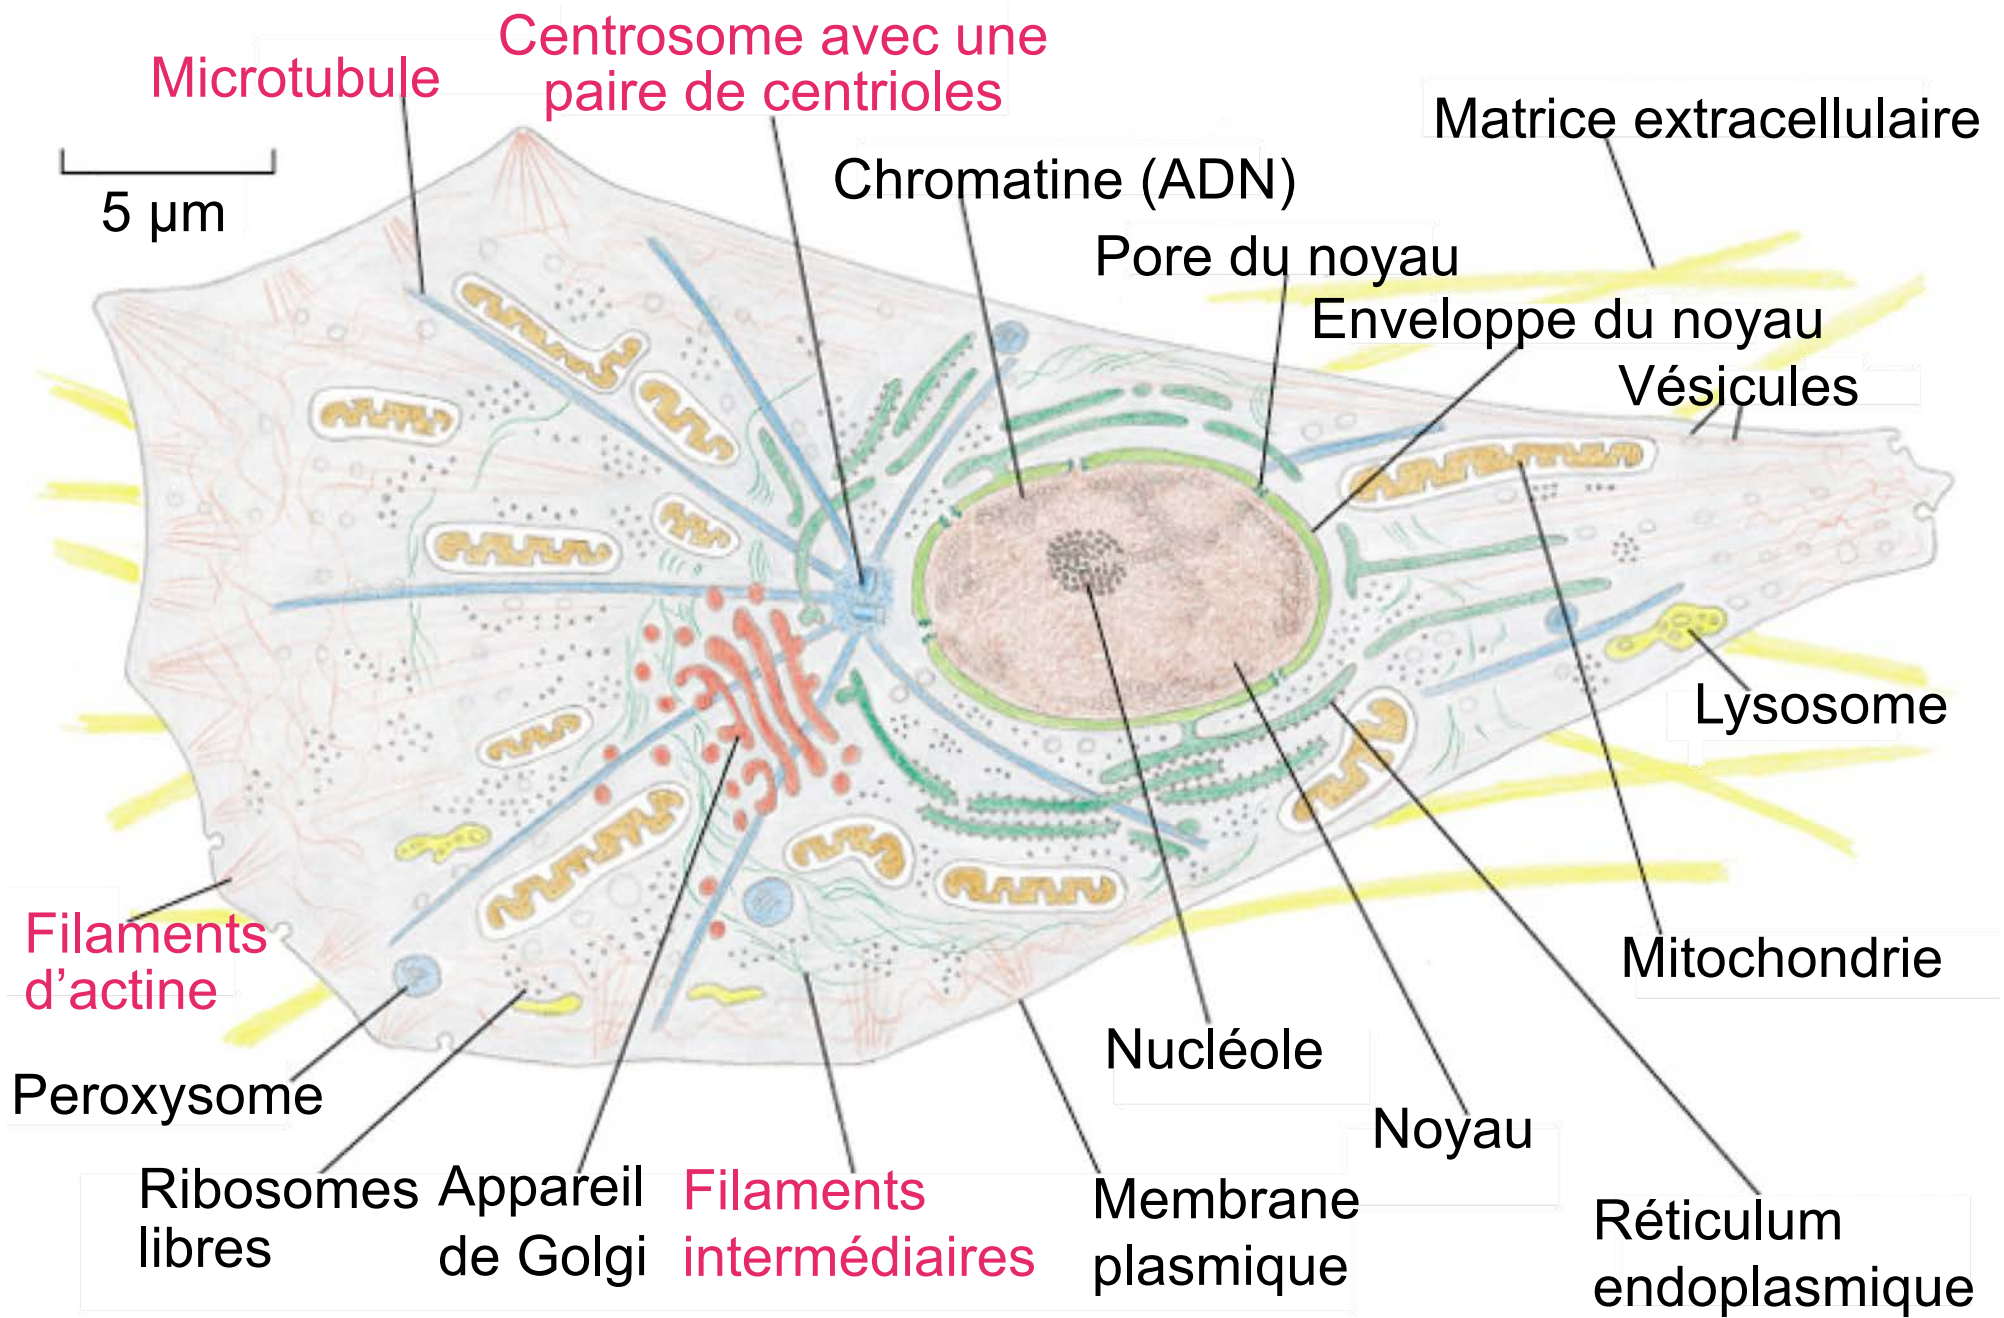 Centrosome avec une
paire de centrioles
Microtubule
Matrice extracellulaire
Chromatine (ADN)
5 µm
Pore du noyau
Enveloppe du noyau
Vésicules
Lysosome
Filaments
d’actine
Mitochondrie
Nucléole
Peroxysome
Noyau
Ribosomes
libres
Appareil
de Golgi
Filaments
intermédiaires
Membrane
plasmique
Réticulum
endoplasmique